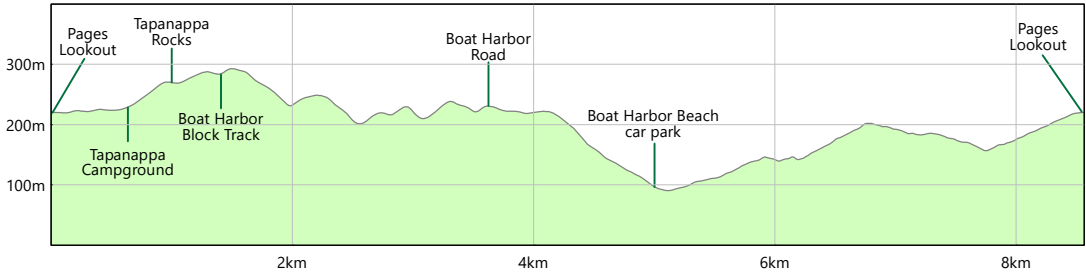 Pages
Lookout
Tapanappa
Rocks
Boat Harbor
Road
Pages
Lookout
300m
Boat Harbor
Block Track
Boat Harbor Beach
car park
200m
Tapanappa
Campground
100m
2km
4km
6km
8km